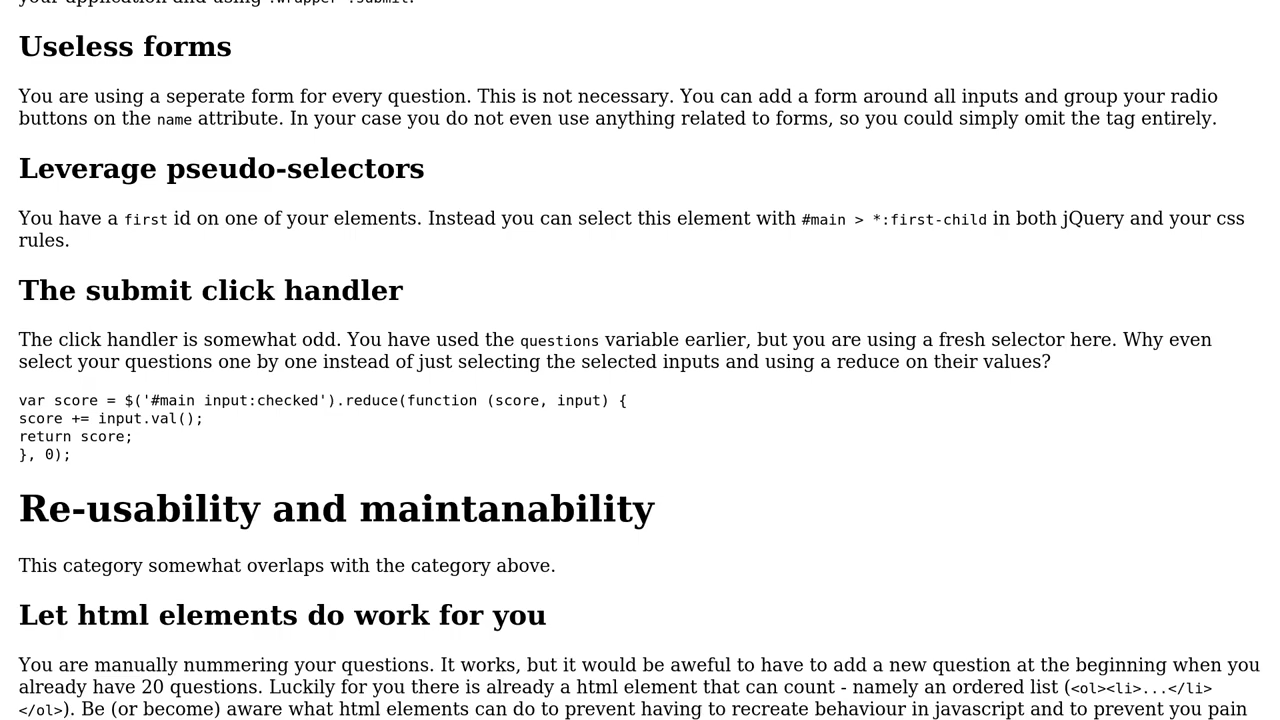 your application and using .wrapper .submit.
Useless forms
You are using a seperate form for every question. This is not necessary. You can add a form around all inputs and group your radio
buttons on the name attribute. In your case you do not even use anything related to forms, so you could simply omit the tag entirely.
Leverage pseudo-selectors
You have a first id on one of your elements. Instead you can select this element with #main > *:first-child in both jQuery and your css
rules.
The submit click handler
The click handler is somewhat odd. You have used the questions variable earlier, but you are using a fresh selector here. Why even
select your questions one by one instead of just selecting the selected inputs and using a reduce on their values?
var score = $('#main input:checked').reduce(function (score, input) {
score += input.val();
return score;
}, 0);
Re-usability and maintanability
This category somewhat overlaps with the category above.
Let html elements do work for you
You are manually nummering your questions. It works, but it would be aweful to have to add a new question at the beginning when you
already have 20 questions. Luckily for you there is already a html element that can count - namely an ordered list (<ol><li>...</li>
</ol>). Be (or become) aware what html elements can do to prevent having to recreate behaviour in javascript and to prevent you pain